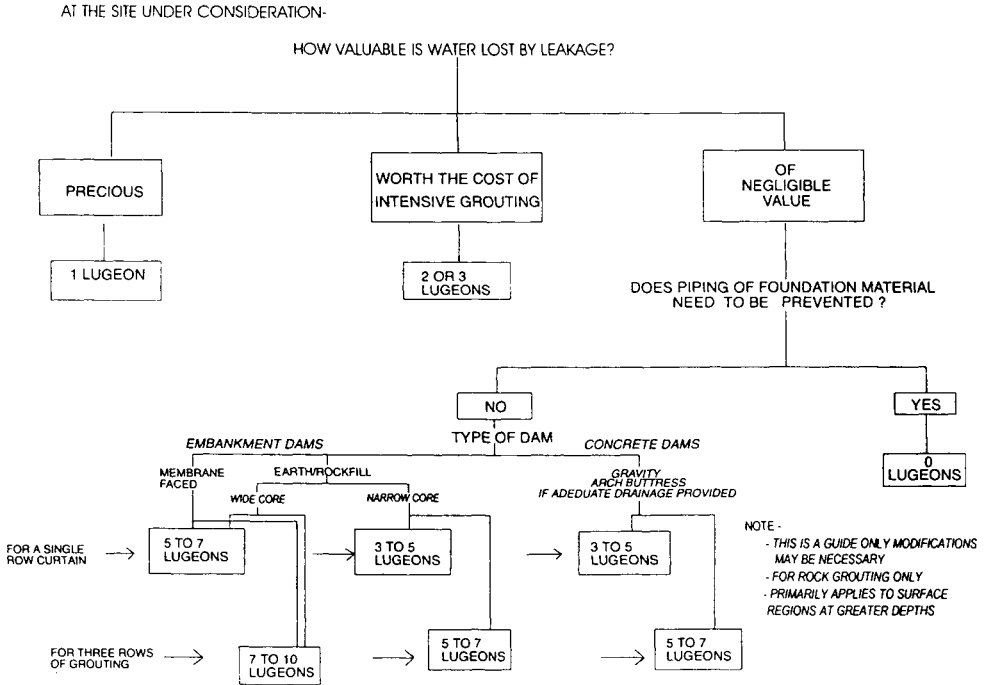 AT THE SITE UNDER CONSIDERATION-
HOW VALUABLE IS WATER LOST BY LEAKAGE?
PRECIOUS
WORTH THE COST OF
INTENSIVE GROUTING
OF
NEGLIGIBLE
VALUE
1 LUGEON
2 OR 3
LUGEONS
DOES PIPING OF FOUNDATION MATERIAL
NEED TO BE PREVENTED ?
NO
YES
TYPE OF DAM
0
LUGEONS
EMBANKMENT DAMS
CONCRETE DAMS
MEMBRANE
FACED
EARTH/ROCKFILL
WIDE CORE
NARROW CORE
GRAVITY
ARCH BUTTRESS
IF ADEDUATE DRAINAGE PROVIDED
FOR A SINGLE
ROW CURTAIN
5 TO 7
LUGEONS
3 TO 5
LUGEONS
3 TO 5
LUGEONS
NOTE -
- THIS IS A GUIDE ONLY MODIFICATIONS
MAY BE NECESSARY
- FOR ROCK GROUTING ONLY
- PRIMARILY APPLIES TO SURFACE
REGIONS AT GREATER DEPTHS
FOR THREE ROWS
OF GROUTING
7 TO 10
LUGEONS
5 TO 7
LUGEONS
5 TO 7
LUGEONS